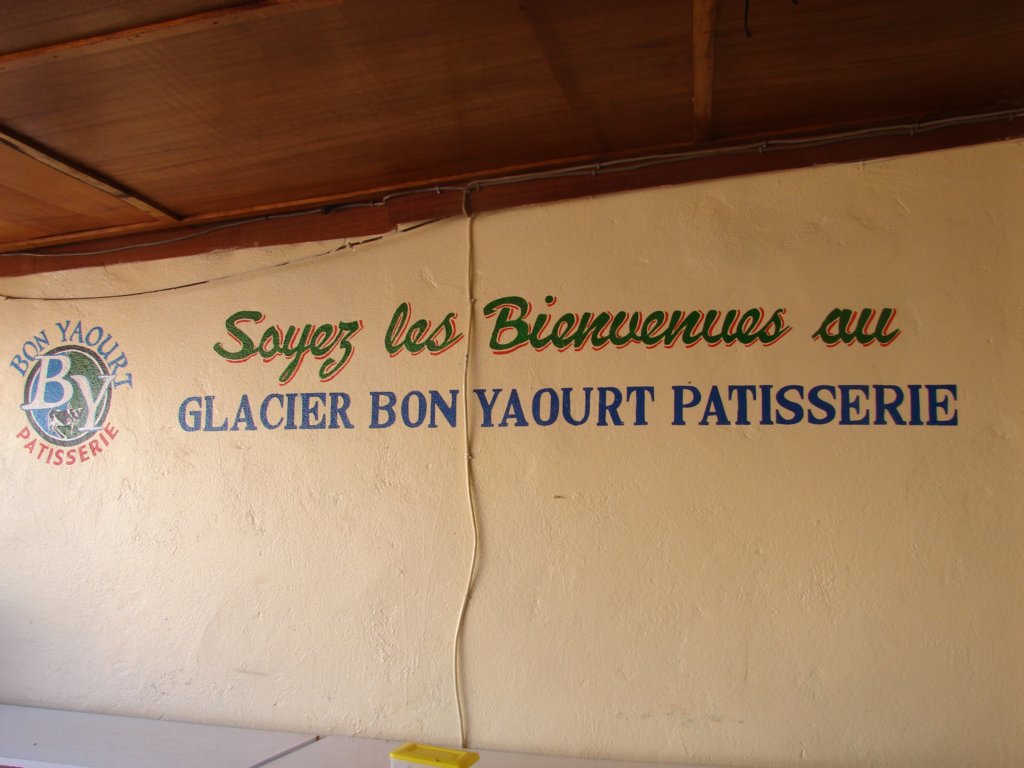 BON YAOURT
BY
PATISSERIE
Soyez les Bienvenues au
GLACIER BON YAOURT PATISSERIE